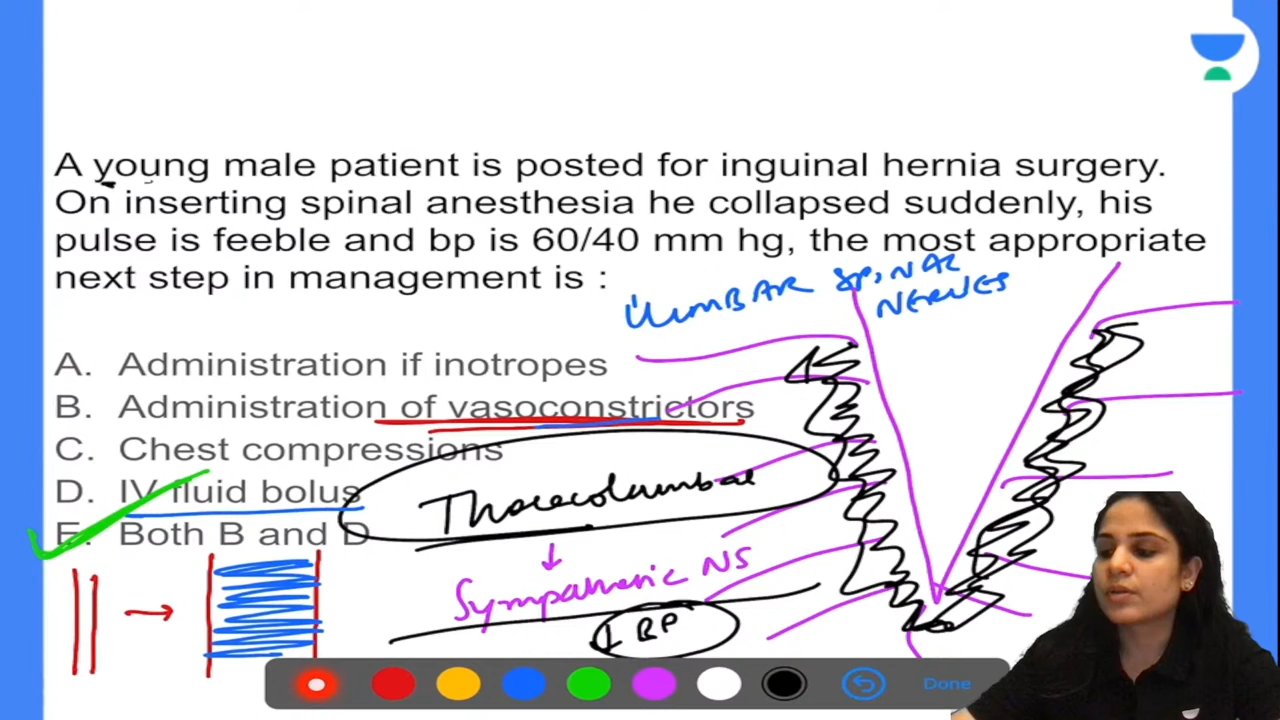 A young male patient is posted for inguinal hernia surgery.
On inserting spinal anesthesia he collapsed suddenly, his
pulse is feeble and bp is 60/40 mm hg, the most appropriate
next step in management is :
LUMBAR SPINAL
NERVES
A. Administration if inotropes
B. Administration of vasoconstrictors
C. Chest compressions
D. IV fluid bolus
E. Both B and D
Thoracolumbar
Sympathetic NS
↓ BP
Done